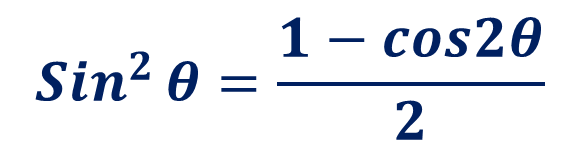 Sin² θ = (1 − cos2θ)/2